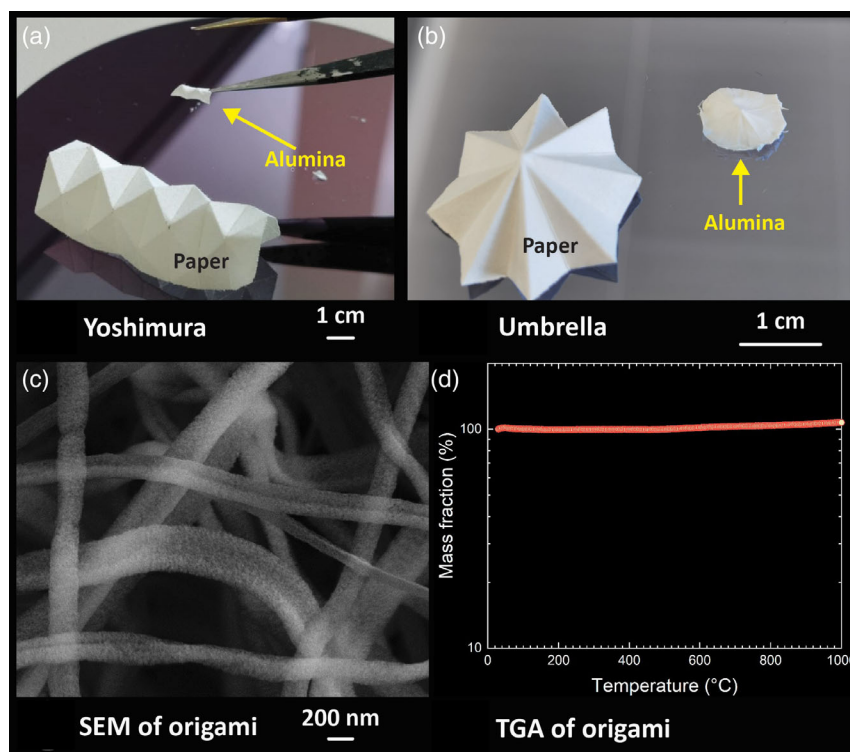 (a)
Alumina
Paper
Yoshimura
1 cm
(b)
Paper
Alumina
Umbrella
1 cm
(c)
SEM of origami
200 nm
(d)
Mass fraction (%)
100
10
0
200
400
600
800
1000
Temperature (°C)
TGA of origami